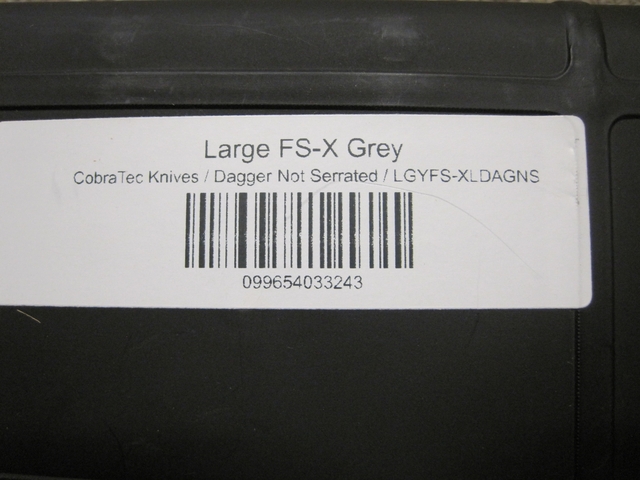 Large FS-X Grey
CobraTec Knives / Dagger Not Serrated / LGYFS-XLDAGNS
099654033243